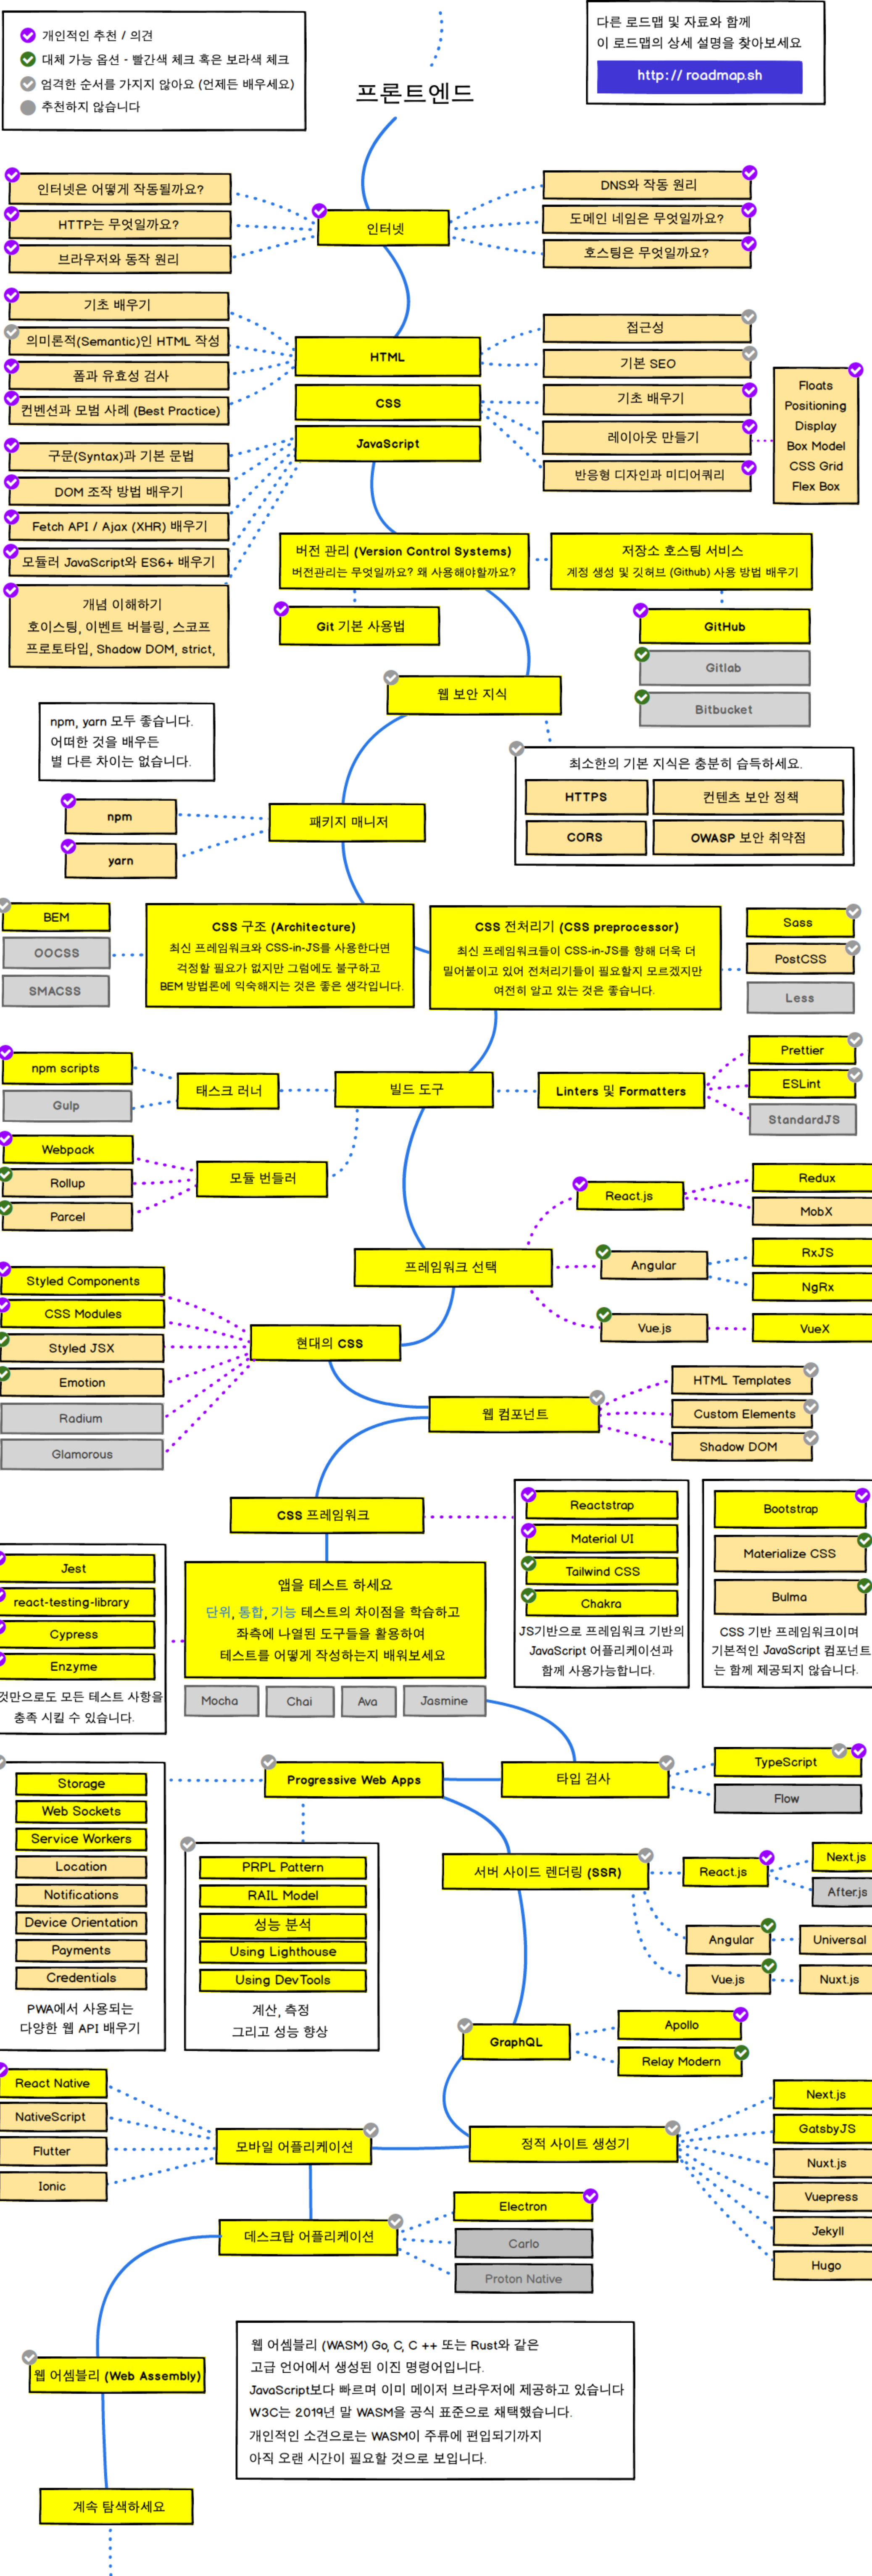 개인적인 추천 / 의견
대체 가능 옵션 - 빨간색 체크 혹은 보라색 체크
엄격한 순서를 가지지 않아요 (언제든 배우세요)
추천하지 않습니다
다른 로드맵 및 자료와 함께
이 로드맵의 상세 설명을 찾아보세요
http:// roadmap.sh
프론트엔드
인터넷은 어떻게 작동될까요?
HTTP는 무엇일까요?
브라우저와 동작 원리
인터넷
DNS와 작동 원리
도메인 네임은 무엇일까요?
호스팅은 무엇일까요?
기초 배우기
의미론적(Semantic)인 HTML 작성
폼과 유효성 검사
컨벤션과 모범 사례 (Best Practice)
HTML
CSS
JavaScript
접근성
기본 SEO
기초 배우기
레이아웃 만들기
반응형 디자인과 미디어쿼리
Floats
Positioning
Display
Box Model
CSS Grid
Flex Box
구문(Syntax)과 기본 문법
DOM 조작 방법 배우기
Fetch API / Ajax (XHR) 배우기
모듈러 JavaScript와 ES6+ 배우기
개념 이해하기
호이스팅, 이벤트 버블링, 스코프
프로토타입, Shadow DOM, strict,
버전 관리 (Version Control Systems)
버전관리는 무엇일까요? 왜 사용해야할까요?
저장소 호스팅 서비스
계정 생성 및 깃허브 (Github) 사용 방법 배우기
Git 기본 사용법
GitHub
Gitlab
Bitbucket
웹 보안 지식
npm, yarn 모두 좋습니다.
어떠한 것을 배우든
별 다른 차이는 없습니다.
최소한의 기본 지식은 충분히 습득하세요.
HTTPS
컨텐츠 보안 정책
CORS
OWASP 보안 취약점
npm
yarn
패키지 매니저
BEM
OOCSS
SMACSS
CSS 구조 (Architecture)
최신 프레임워크와 CSS-in-JS를 사용한다면
걱정할 필요가 없지만 그럼에도 불구하고
BEM 방법론에 익숙해지는 것은 좋은 생각입니다.
CSS 전처리기 (CSS preprocessor)
최신 프레임워크들이 CSS-in-JS를 향해 더욱 더
밀어붙이고 있어 전처리기들이 필요할지 모르겠지만
여전히 알고 있는 것은 좋습니다.
Sass
PostCSS
Less
npm scripts
Gulp
태스크 러너
빌드 도구
Linters 및 Formatters
Prettier
ESLint
StandardJS
Webpack
Rollup
Parcel
모듈 번들러
React.js
Redux
MobX
프레임워크 선택
Angular
RxJS
NgRx
Vue.js
VueX
Styled Components
CSS Modules
Styled JSX
Emotion
Radium
Glamorous
현대의 CSS
웹 컴포넌트
HTML Templates
Custom Elements
Shadow DOM
CSS 프레임워크
Reactstrap
Material UI
Tailwind CSS
Chakra
JS기반으로 프레임워크 기반의
JavaScript 어플리케이션과
함께 사용가능합니다.
Bootstrap
Materialize CSS
Bulma
CSS 기반 프레임워크이며
기본적인 JavaScript 컴포넌트
는 함께 제공되지 않습니다.
Jest
react-testing-library
Cypress
Enzyme
것만으로도 모든 테스트 사항을
충족 시킬 수 있습니다.
앱을 테스트 하세요
단위, 통합, 기능 테스트의 차이점을 학습하고
좌측에 나열된 도구들을 활용하여
테스트를 어떻게 작성하는지 배워보세요
Mocha
Chai
Ava
Jasmine
Progressive Web Apps
타입 검사
TypeScript
Flow
Storage
Web Sockets
Service Workers
Location
Notifications
Device Orientation
Payments
Credentials
PWA에서 사용되는
다양한 웹 API 배우기
PRPL Pattern
RAIL Model
성능 분석
Using Lighthouse
Using DevTools
계산, 측정
그리고 성능 향상
서버 사이드 렌더링 (SSR)
React.js
Next.js
After.js
Angular
Universal
Vue.js
Nuxt.js
GraphQL
Apollo
Relay Modern
React Native
NativeScript
Flutter
Ionic
모바일 어플리케이션
정적 사이트 생성기
Next.js
GatsbyJS
Nuxt.js
Vuepress
Jekyll
Hugo
데스크탑 어플리케이션
Electron
Carlo
Proton Native
웹 어셈블리 (Web Assembly)
웹 어셈블리 (WASM) Go, C, C ++ 또는 Rust와 같은
고급 언어에서 생성된 이진 명령어입니다.
JavaScript보다 빠르며 이미 메이저 브라우저에 제공하고 있습니다
W3C는 2019년 말 WASM을 공식 표준으로 채택했습니다.
개인적인 소견으로는 WASM이 주류에 편입되기까지
아직 오랜 시간이 필요할 것으로 보입니다.
계속 탐색하세요